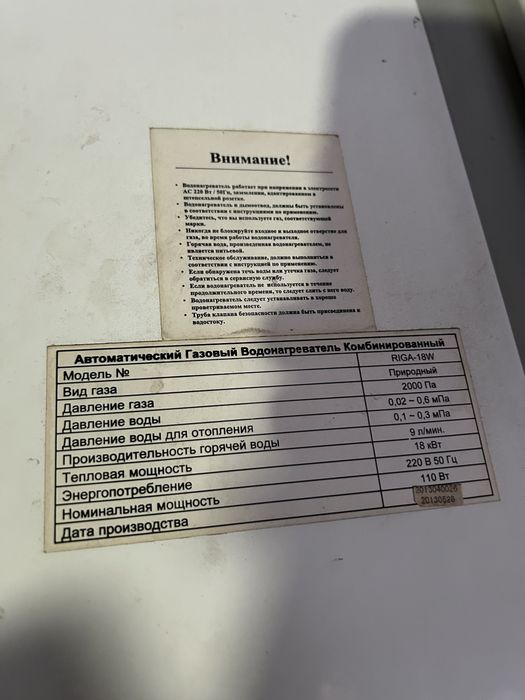 Внимание!
• Водонагреватель работает при напряжении в электросети
АС 220 Вт / 50Гц, заземлении, адаптированном в
штепсельной розетке.
• Водонагреватель и дымоотвод, должны быть установлены
в соответствии с инструкциями по применению.
• Убедитесь, что вы используете газ, соответствующей
марки.
• Никогда не блокируйте входное и выходное отверстие для
газа, во время работы водонагревателя.
• Горячая вода, произведенная водонагревателем, не
является питьевой.
• Техническое обслуживание, должно выполняться в
соответствии с инструкцией по применению.
• Если обнаружена течь воды или утечка газа, следует
обратиться в сервисную службу.
• Если водонагреватель не используется в течение
продолжительного времени, то следует слить с него воду.
• Водонагреватель следует устанавливать в хорошо
проветриваемом месте.
• Труба клапана безопасности должна быть присоединена к
водостоку.
Автоматический Газовый Водонагреватель Комбинированный
Модель № RIGA-18W
Вид газа Природный
Давление газа 2000 Па
Давление воды 0,02 ~ 0,6 мПа
Давление воды для отопления 0,1 ~ 0,3 мПа
Производительность горячей воды 9 л/мин.
Тепловая мощность 18 кВт
Энергопотребление 220 В 50 Гц
Номинальная мощность 110 Вт
Дата производства 2013040026
20130528